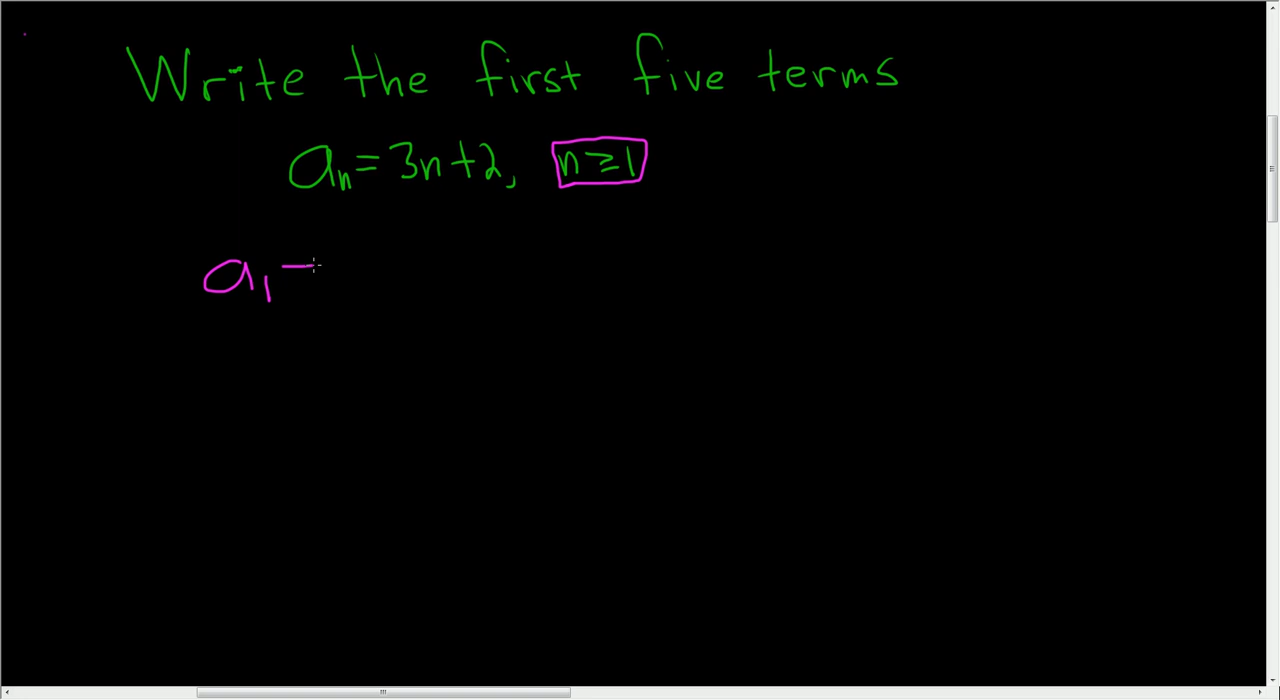 Write the first five terms
aₙ = 3n + 2, n ≥ 1
a₁ –